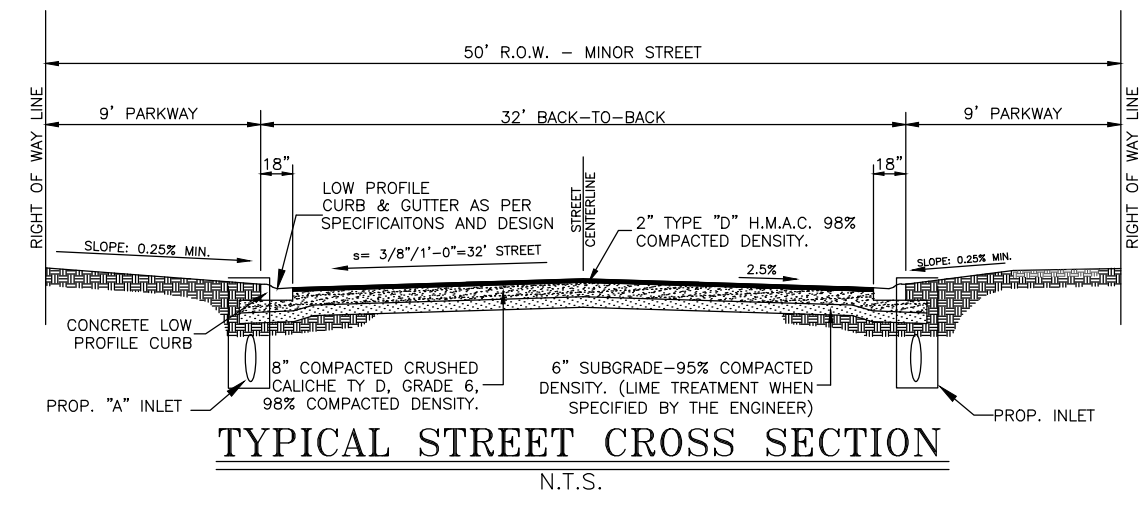 50' R.O.W. - MINOR STREET
RIGHT OF WAY LINE
9' PARKWAY
32' BACK-TO-BACK
9' PARKWAY
RIGHT OF WAY LINE
18"
18"
LOW PROFILE
CURB & GUTTER AS PER
SPECIFICAITONS AND DESIGN
STREET
CENTERLINE
2" TYPE "D" H.M.A.C. 98%
COMPACTED DENSITY.
SLOPE: 0.25% MIN.
s= 3/8"/1'-0"=32' STREET
2.5%
SLOPE: 0.25% MIN.
CONCRETE LOW
PROFILE CURB
8" COMPACTED CRUSHED
CALICHE TY D, GRADE 6,
98% COMPACTED DENSITY.
6" SUBGRADE-95% COMPACTED
DENSITY. (LIME TREATMENT WHEN
SPECIFIED BY THE ENGINEER)
PROP. "A" INLET
PROP. INLET
TYPICAL STREET CROSS SECTION
N.T.S.